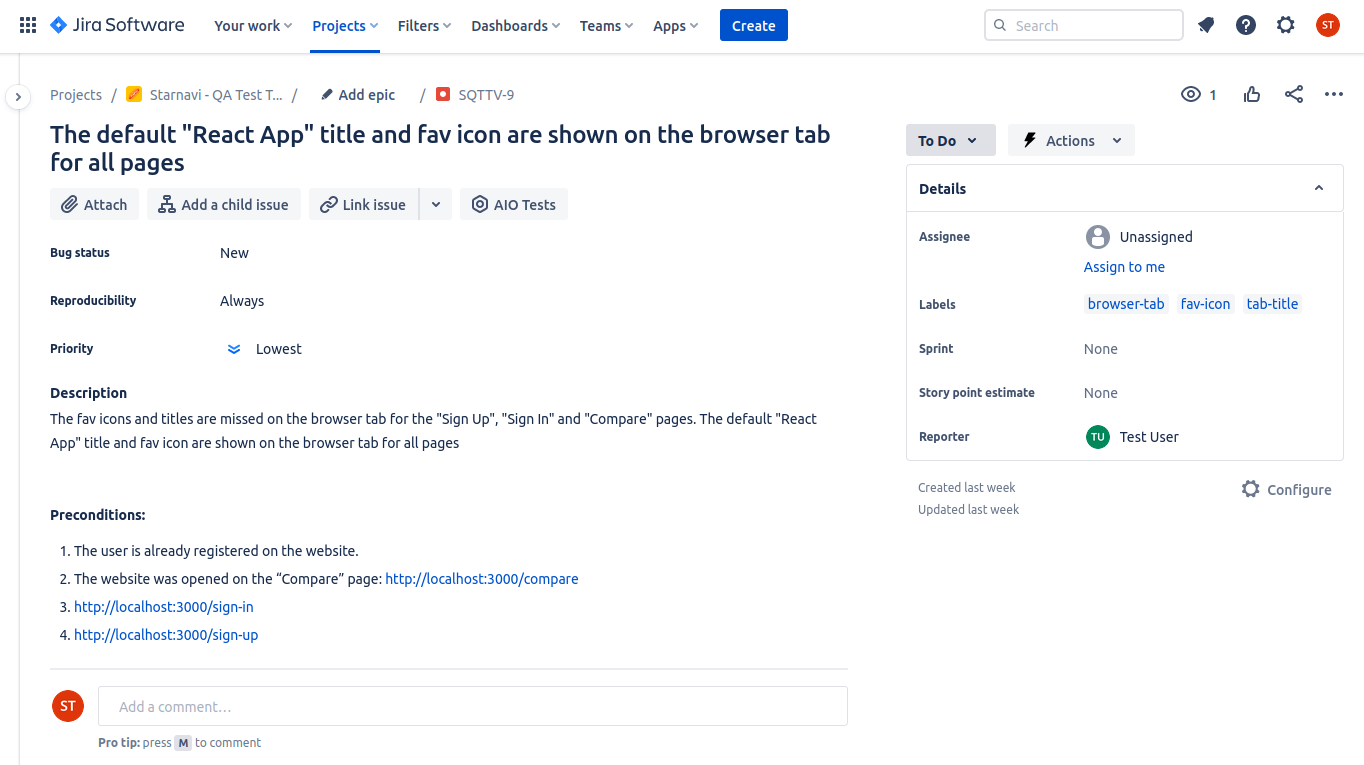 Jira Software Your work Projects Filters Dashboards Teams Apps Create Search ST
Projects / Starnavi - QA Test T... / Add epic / SQTTV-9 1
The default "React App" title and fav icon are shown on the browser tab
for all pages
To Do Actions
Attach Add a child issue Link issue AIO Tests
Details
Bug status New
Reproducibility Always
Priority Lowest
Description
The fav icons and titles are missed on the browser tab for the "Sign Up", "Sign In" and "Compare" pages. The default "React
App" title and fav icon are shown on the browser tab for all pages
Preconditions:
1. The user is already registered on the website.
2. The website was opened on the “Compare” page: http://localhost:3000/compare
3. http://localhost:3000/sign-in
4. http://localhost:3000/sign-up
ST Add a comment…
Pro tip: press M to comment
Assignee Unassigned
Assign to me
Labels browser-tab fav-icon tab-title
Sprint None
Story point estimate None
Reporter TU Test User
Created last week Configure
Updated last week